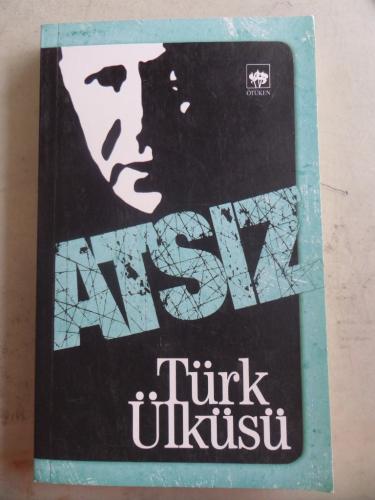 ÖTÜKEN
ATSIZ
Türk
Ülküsü